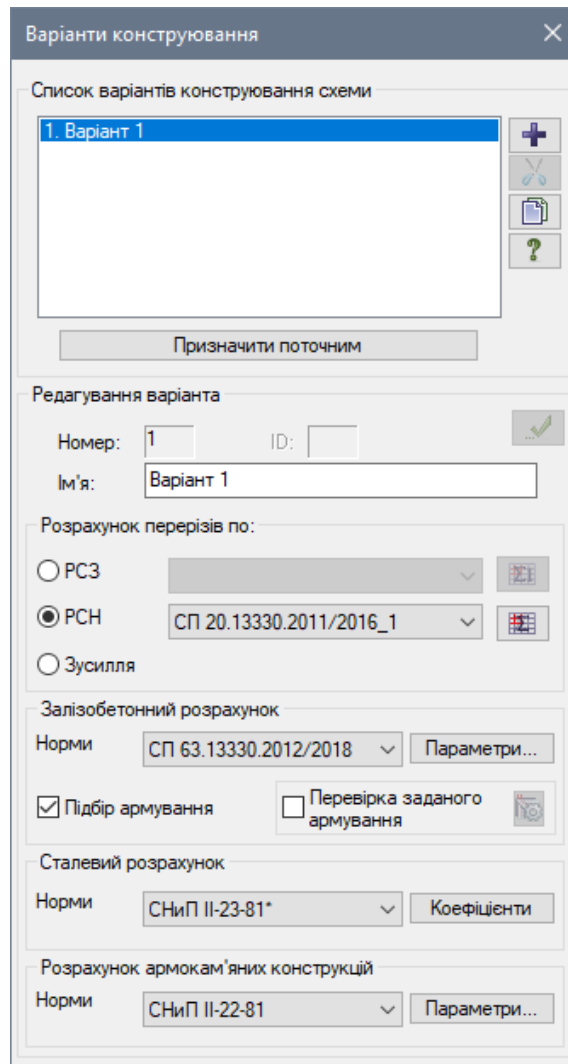 Варіанти конструювання
Список варіантів конструювання схеми
1. Варіант 1
Призначити поточним
Редагування варіанта
Номер: 1 ID:
Ім'я: Варіант 1
Розрахунок перерізів по:
РСЗ
РСН СП 20.13330.2011/2016_1
Зусилля
Залізобетонний розрахунок
Норми СП 63.13330.2012/2018 Параметри...
Підбір армування Перевірка заданого
армування
Сталевий розрахунок
Норми СНиП II-23-81* Коефіцієнти
Розрахунок армокам'яних конструкцій
Норми СНиП II-22-81 Параметри...